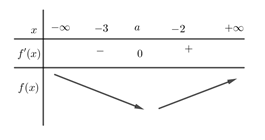 x −∞ −3 a −2 +∞
f′(x) − 0 +
f(x)